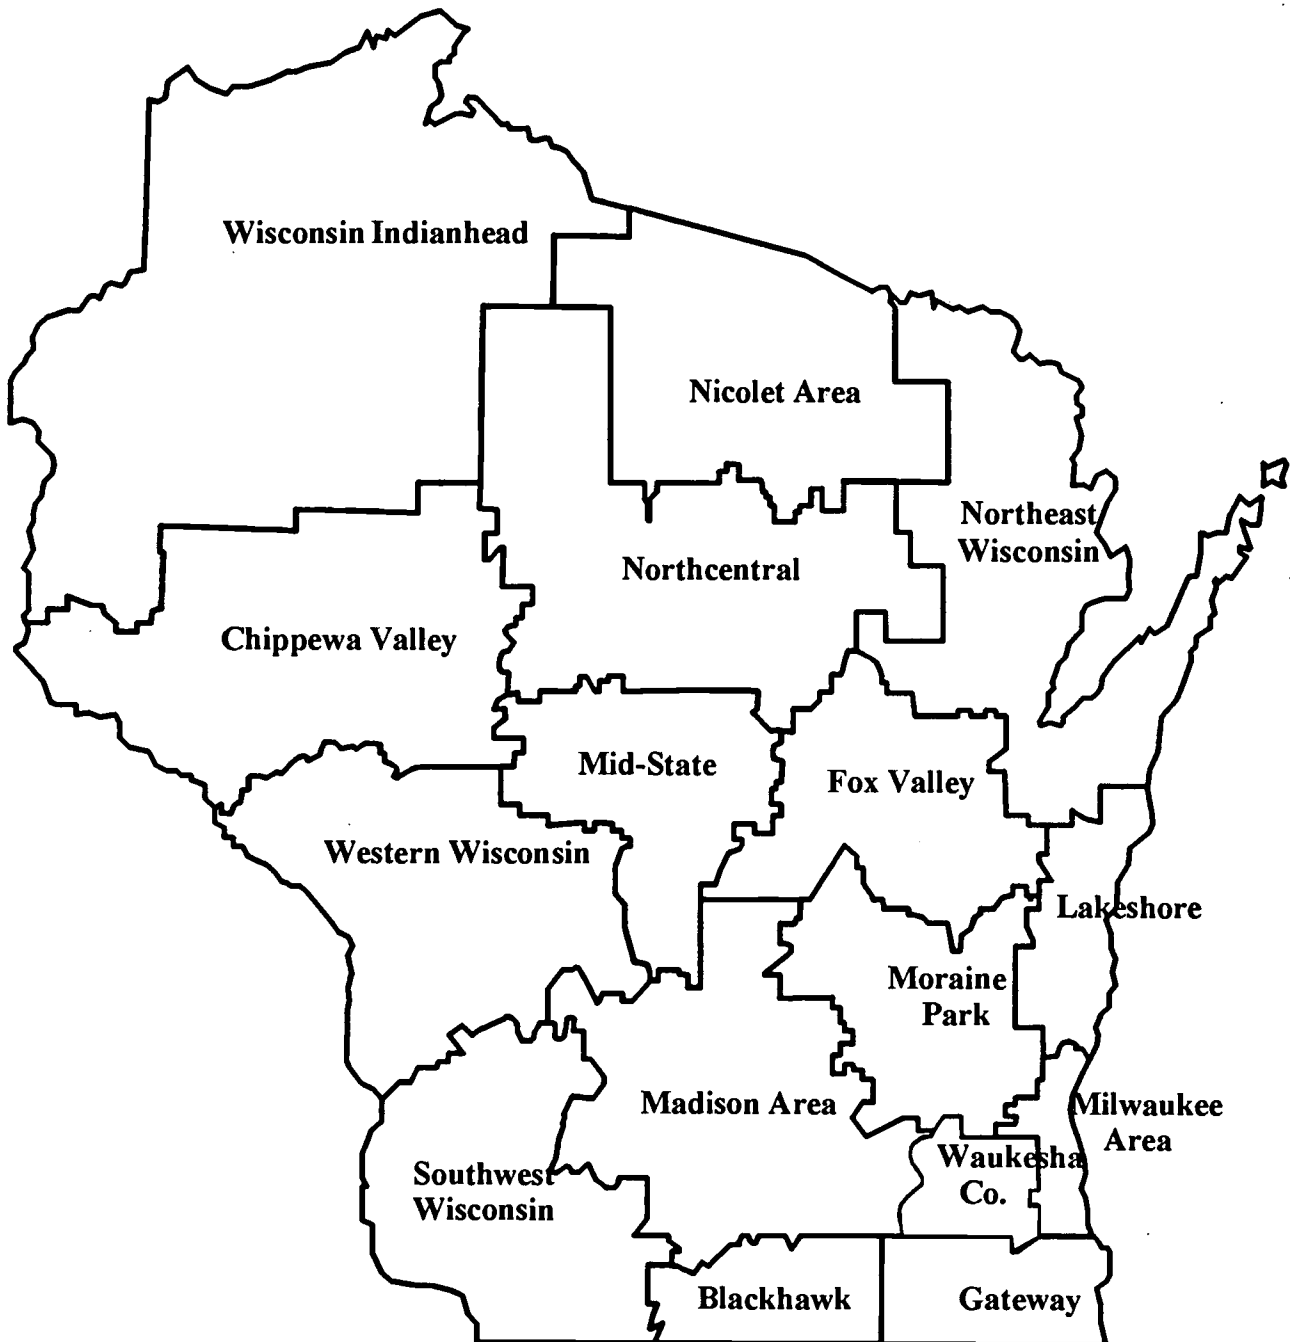 Wisconsin Indianhead
Nicolet Area
Northeast
Wisconsin
Northcentral
Chippewa Valley
Mid-State
Fox Valley
Western Wisconsin
Lakeshore
Moraine
Park
Madison Area
Milwaukee
Area
Waukesha
Co.
Southwest
Wisconsin
Blackhawk
Gateway